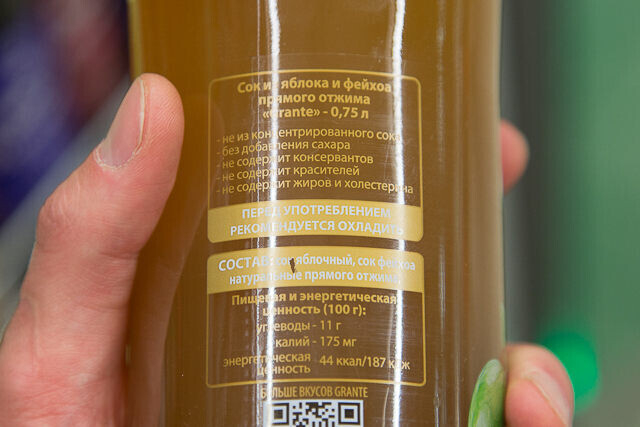 Сок из яблока и фейхоа
прямого отжима
«Grante» - 0,75 л
- не из концентрированного сока
- без добавления сахара
- не содержит консервантов
- не содержит красителей
- не содержит жиров и холестерина
ПЕРЕД УПОТРЕБЛЕНИЕМ
РЕКОМЕНДУЕТСЯ ОХЛАДИТЬ
СОСТАВ: сок яблочный, сок фейхоа
натуральные прямого отжима
Пищевая и энергетическая
ценность (100 г):
углеводы - 11 г
калий - 175 мг
энергетическая
ценность 44 ккал/187 кДж
БОЛЬШЕ ВКУСОВ GRANTE